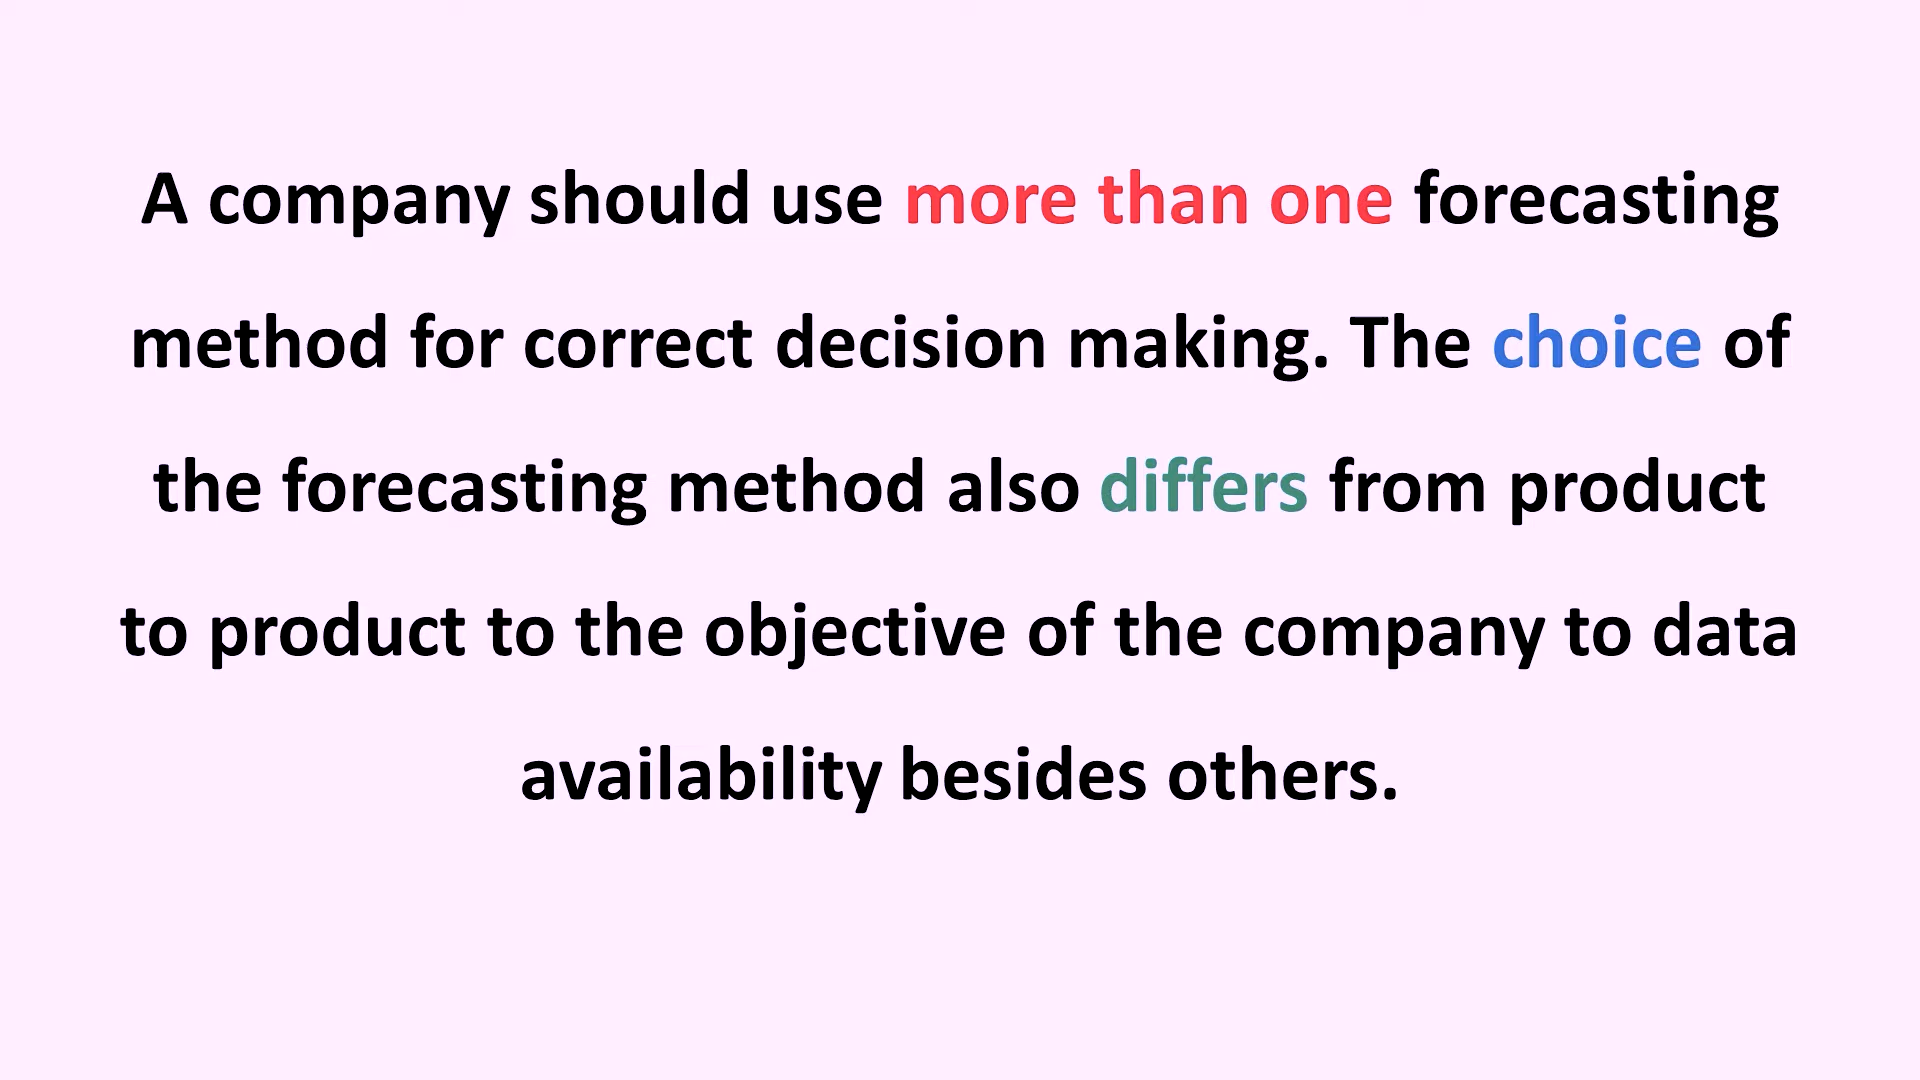 A company should use more than one forecasting
method for correct decision making. The choice of
the forecasting method also differs from product
to product to the objective of the company to data
availability besides others.